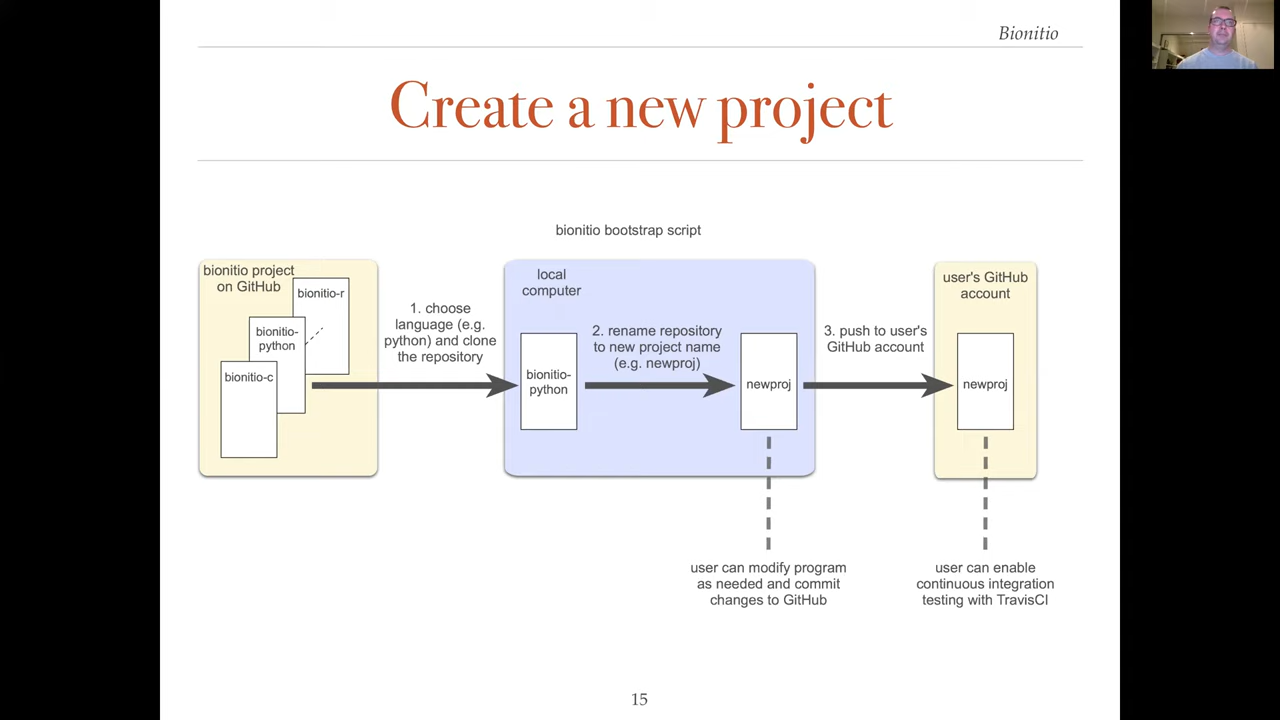 Bionitio
Create a new project
bionitio bootstrap script
bionitio project
on GitHub
bionitio-r
bionitio-
python
bionitio-c
1. choose
language (e.g.
python) and clone
the repository
local
computer
bionitio-
python
2. rename repository
to new project name
(e.g. newproj)
newproj
3. push to user's
GitHub account
user's GitHub
account
newproj
user can modify program
as needed and commit
changes to GitHub
user can enable
continuous integration
testing with TravisCI
15